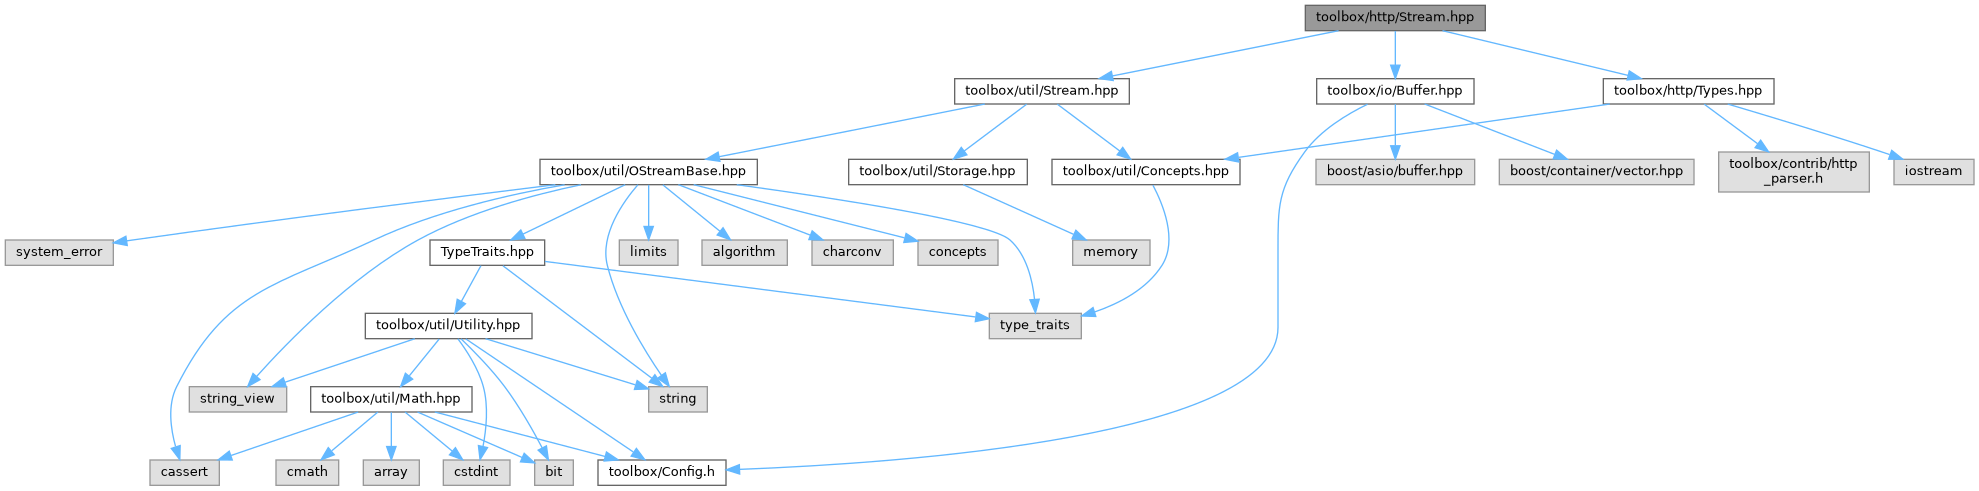 toolbox/http/Stream.hpp
toolbox/util/Stream.hpp
toolbox/io/Buffer.hpp
toolbox/http/Types.hpp
toolbox/util/OStreamBase.hpp
toolbox/util/Storage.hpp
toolbox/util/Concepts.hpp
boost/asio/buffer.hpp
boost/container/vector.hpp
toolbox/contrib/http
_parser.h
iostream
system_error
TypeTraits.hpp
limits
algorithm
charconv
concepts
memory
toolbox/util/Utility.hpp
type_traits
string_view
toolbox/util/Math.hpp
string
cassert
cmath
array
cstdint
bit
toolbox/Config.h